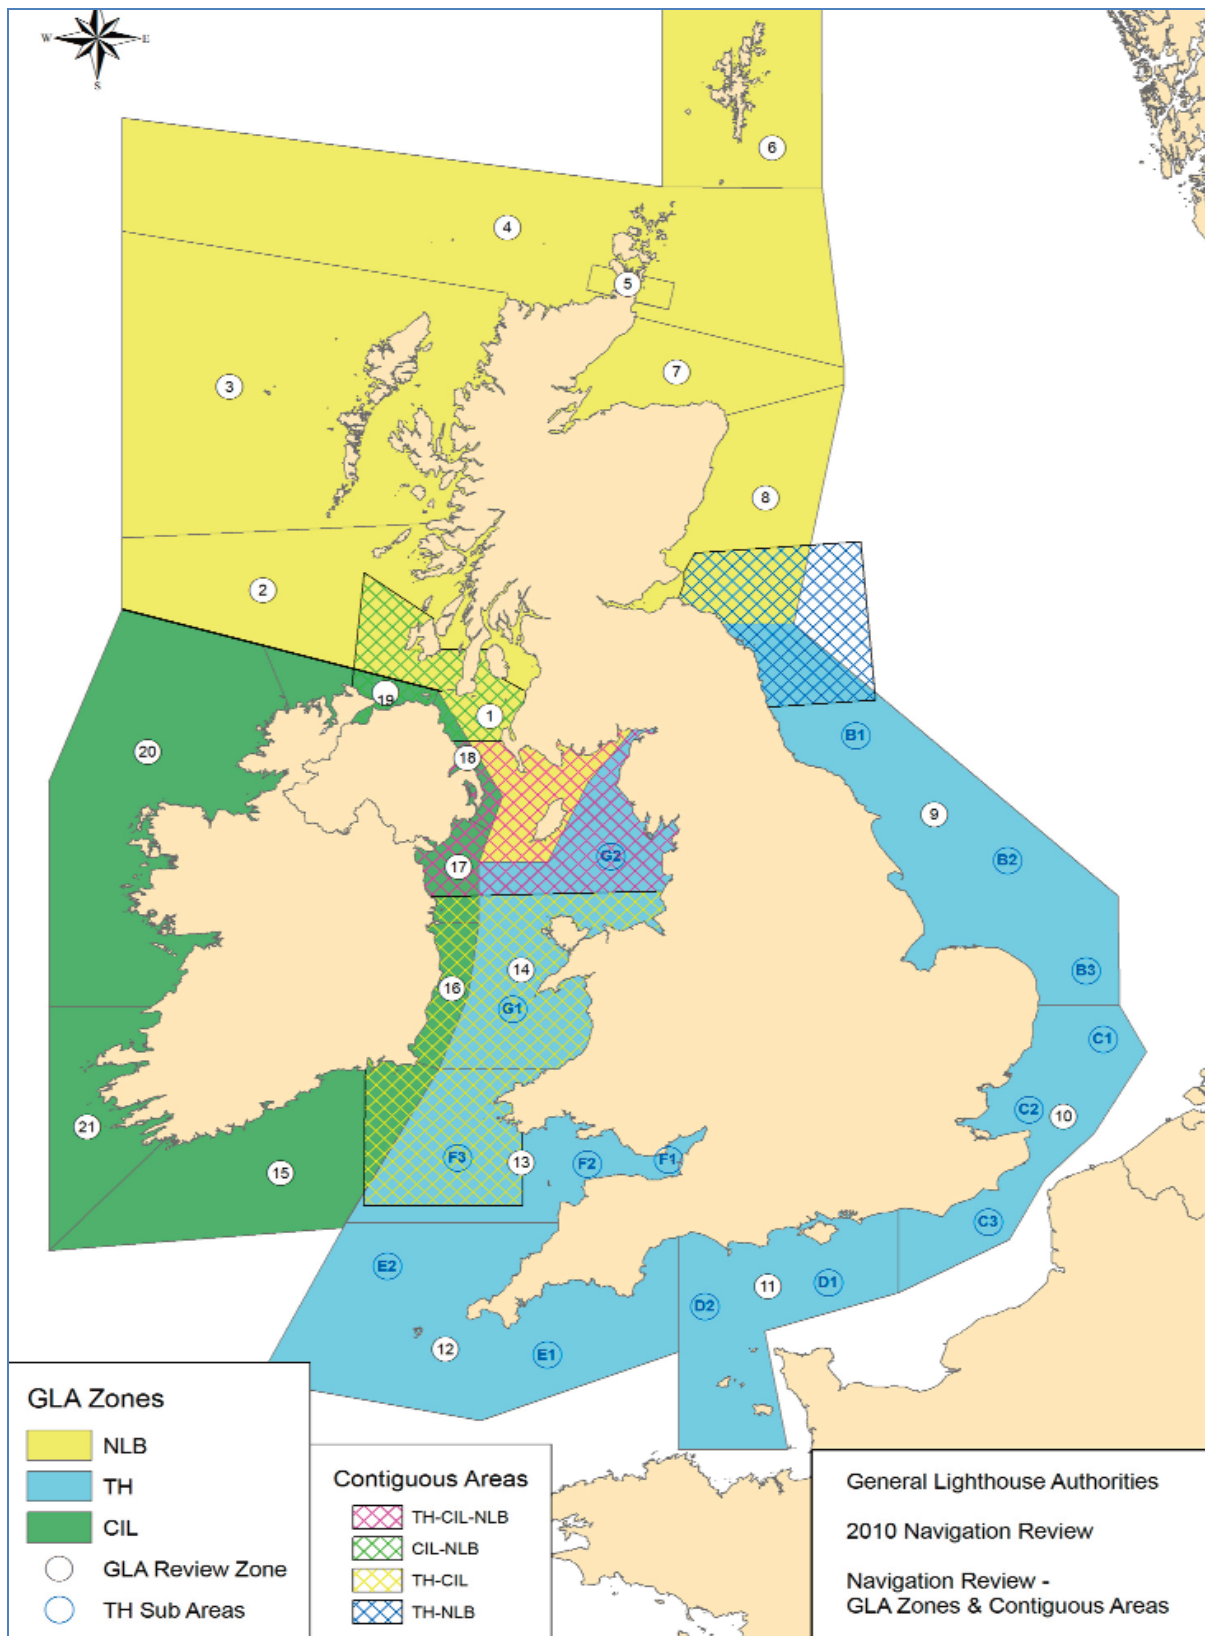 W
E
S
6
4
5
3
7
8
2
19
1
20
18
B1
9
G2
B2
17
14
B3
16
G1
C1
C2
10
21
15
F3
13
F2
F1
C3
E2
11
D1
D2
12
E1
GLA Zones
NLB
TH
CIL
GLA Review Zone
TH Sub Areas
Contiguous Areas
TH-CIL-NLB
CIL-NLB
TH-CIL
TH-NLB
General Lighthouse Authorities
2010 Navigation Review
Navigation Review -
GLA Zones & Contiguous Areas